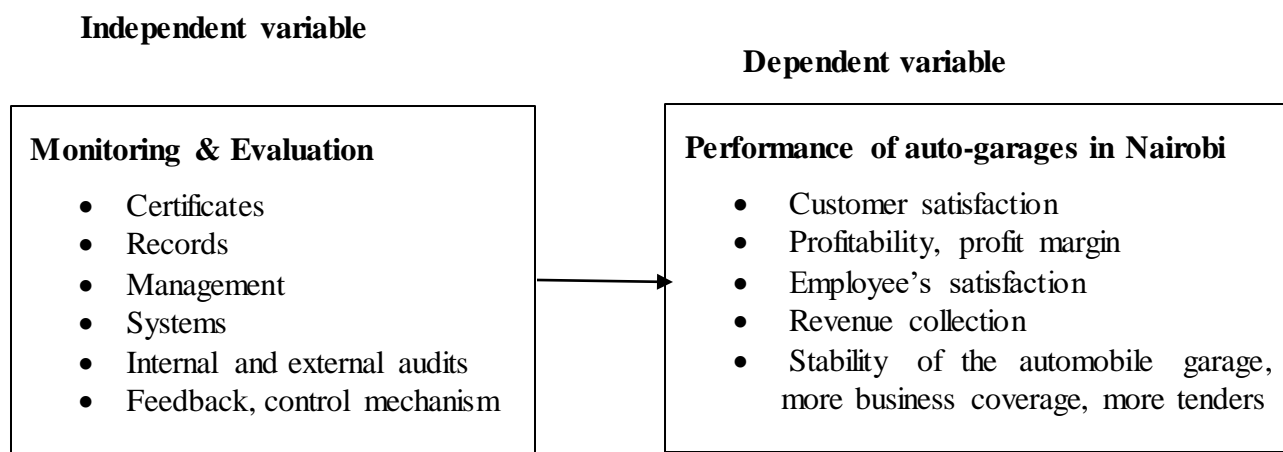 Independent variable
Dependent variable
Monitoring & Evaluation
• Certificates
• Records
• Management
• Systems
• Internal and external audits
• Feedback, control mechanism
Performance of auto-garages in Nairobi
• Customer satisfaction
• Profitability, profit margin
• Employee’s satisfaction
• Revenue collection
• Stability of the automobile garage,
more business coverage, more tenders